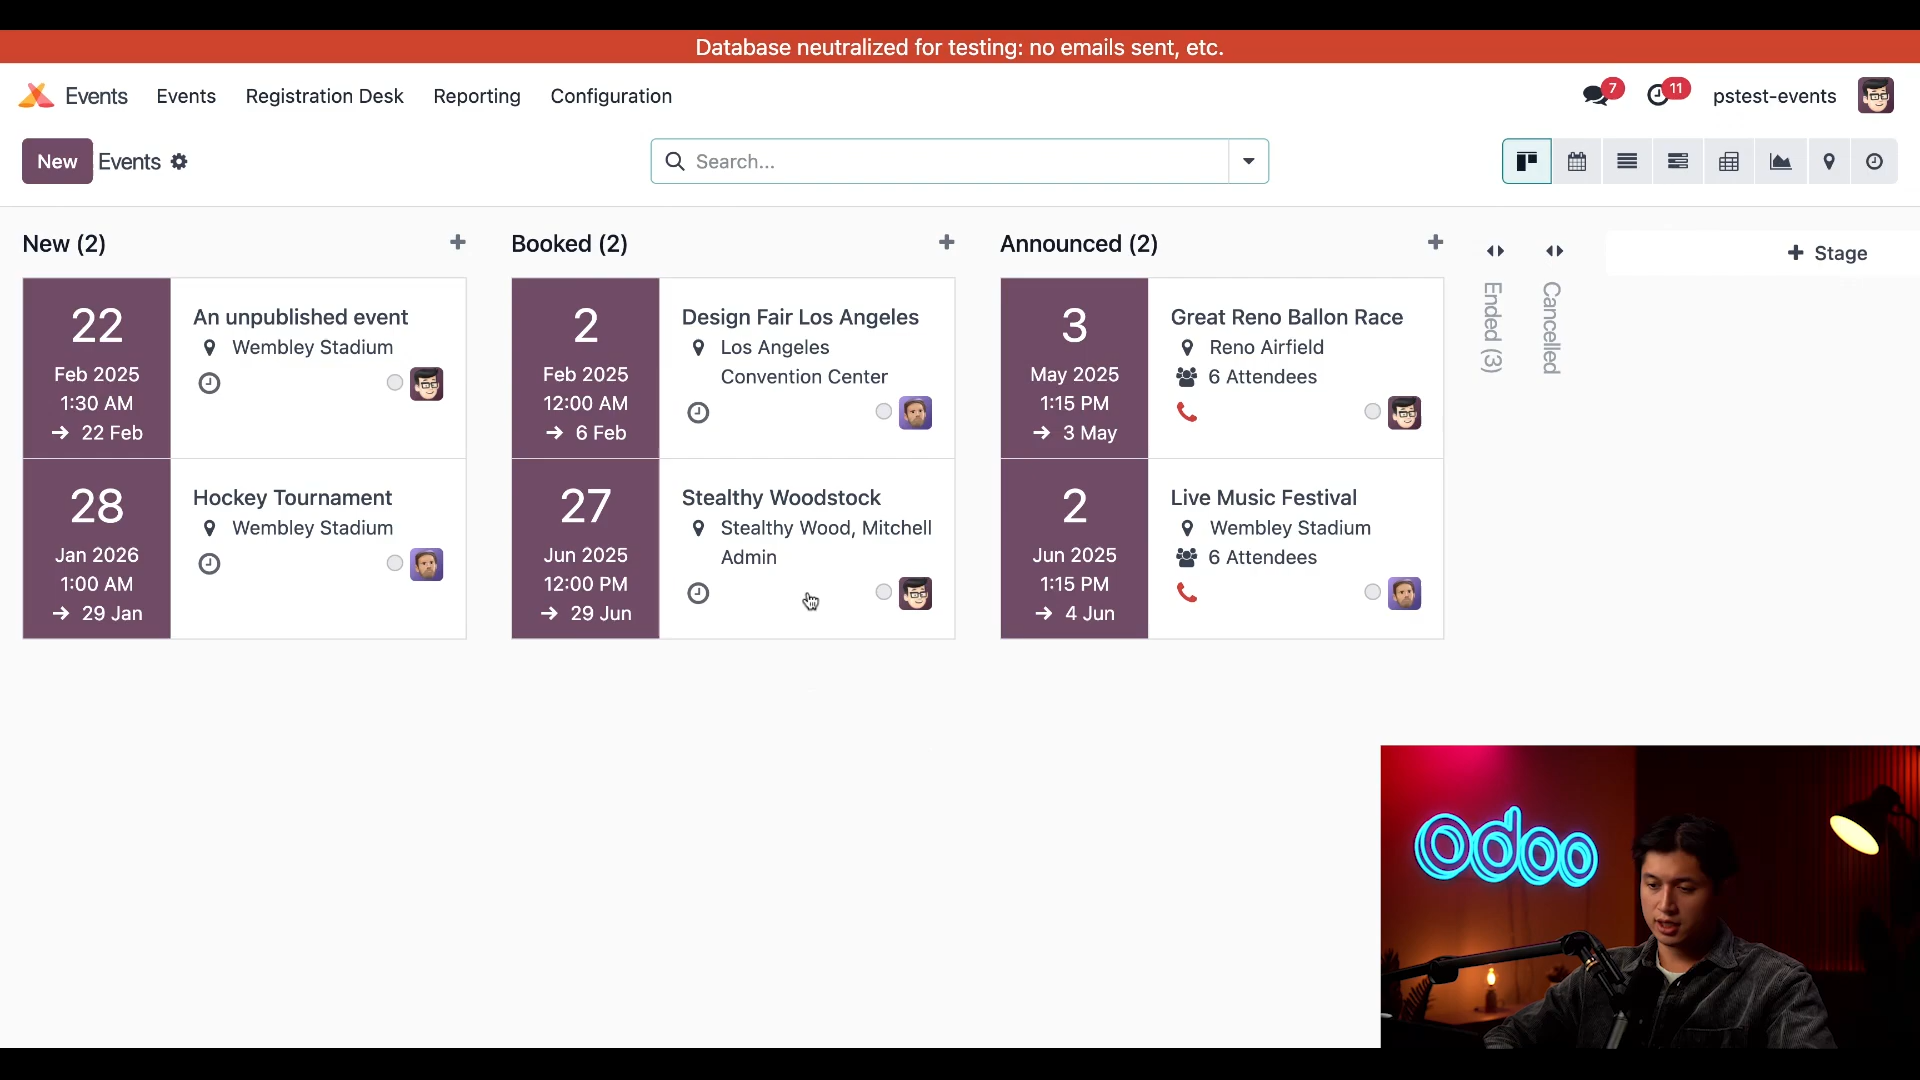 Database neutralized for testing: no emails sent, etc.
Events Events Registration Desk Reporting Configuration 7 11 pstest-events
New Events Search...
New (2) Booked (2) Announced (2) Stage
Ended (3)
Cancelled
22
Feb 2025
1:30 AM
→ 22 Feb
An unpublished event
Wembley Stadium
28
Jan 2026
1:00 AM
→ 29 Jan
Hockey Tournament
Wembley Stadium
2
Feb 2025
12:00 AM
→ 6 Feb
Design Fair Los Angeles
Los Angeles
Convention Center
27
Jun 2025
12:00 PM
→ 29 Jun
Stealthy Woodstock
Stealthy Wood, Mitchell
Admin
3
May 2025
1:15 PM
→ 3 May
Great Reno Ballon Race
Reno Airfield
6 Attendees
2
Jun 2025
1:15 PM
→ 4 Jun
Live Music Festival
Wembley Stadium
6 Attendees
odoo